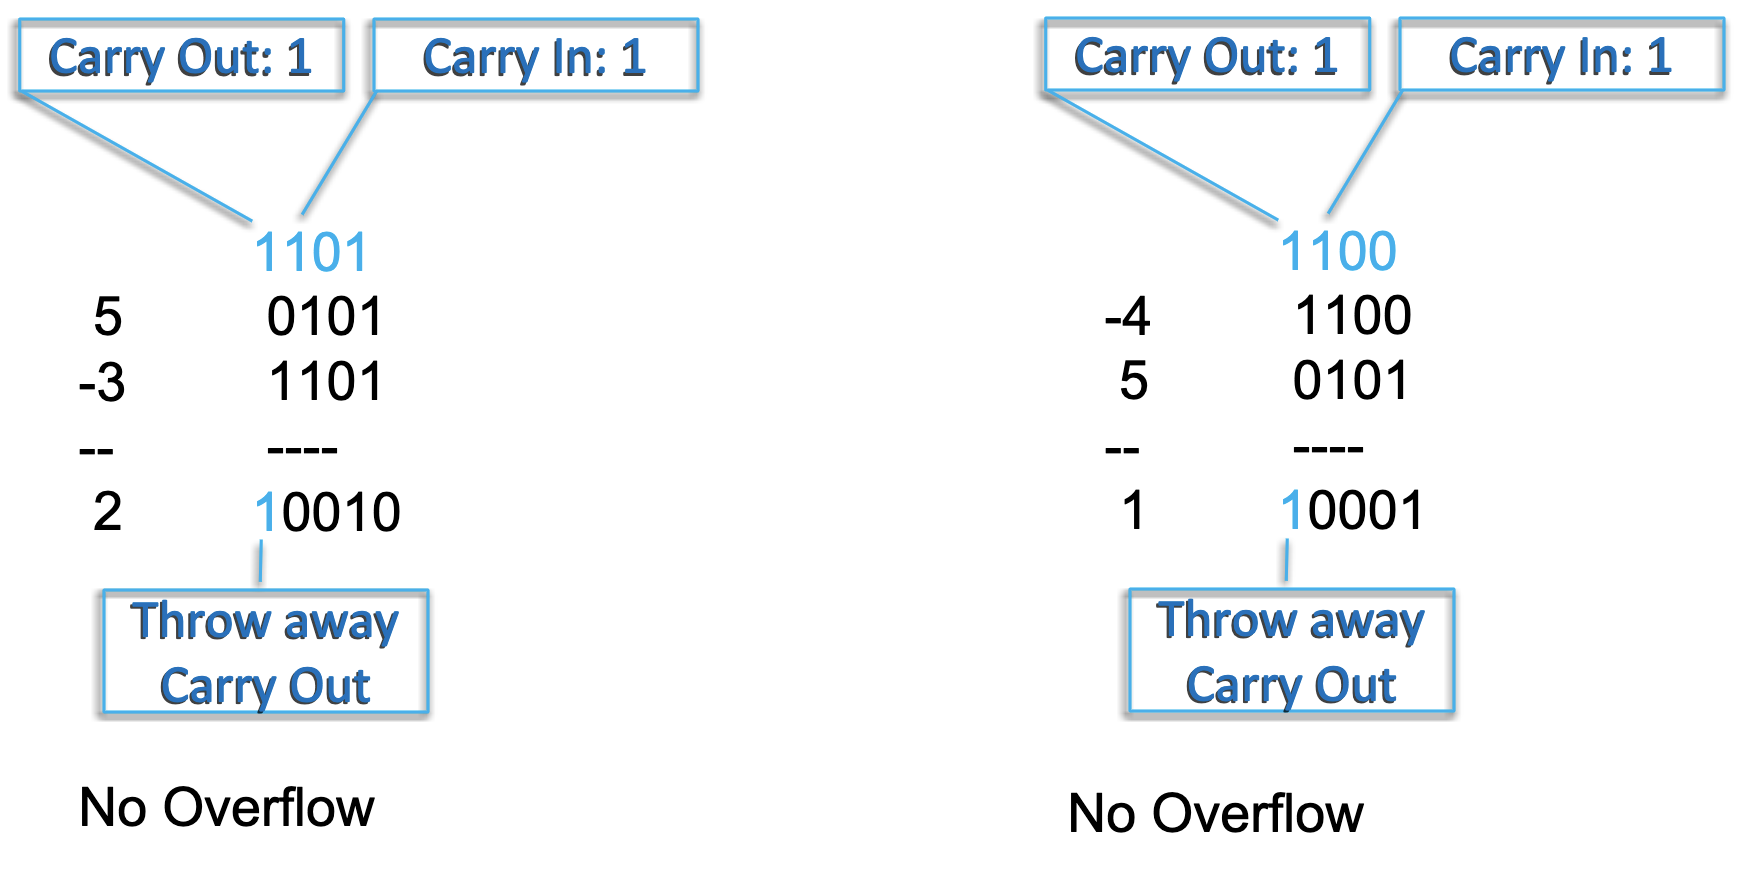 Carry Out: 1
Carry In: 1
1101
5 0101
-3 1101
-- ----
2 10010
Throw away
Carry Out
No Overflow
Carry Out: 1
Carry In: 1
1100
-4 1100
5 0101
-- ----
1 10001
Throw away
Carry Out
No Overflow